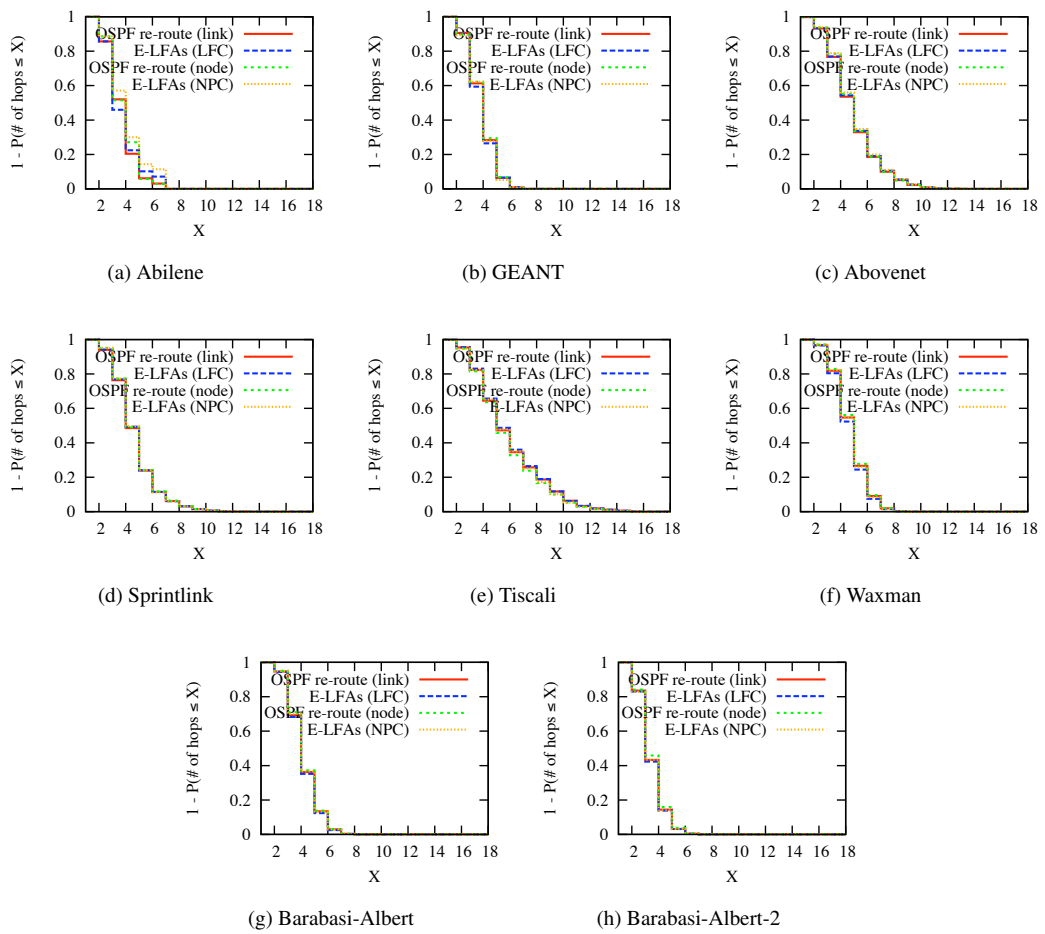 1 - P(# of hops ≤ X)
1
0.8
0.6
0.4
0.2
0
OSPF re-route (link)
E-LFAs (LFC)
OSPF re-route (node)
E-LFAs (NPC)
2 4 6 8 10 12 14 16 18
X
(a) Abilene
1 - P(# of hops ≤ X)
1
0.8
0.6
0.4
0.2
0
OSPF re-route (link)
E-LFAs (LFC)
OSPF re-route (node)
E-LFAs (NPC)
2 4 6 8 10 12 14 16 18
X
(b) GEANT
1 - P(# of hops ≤ X)
1
0.8
0.6
0.4
0.2
0
OSPF re-route (link)
E-LFAs (LFC)
OSPF re-route (node)
E-LFAs (NPC)
2 4 6 8 10 12 14 16 18
X
(c) Abovenet
1 - P(# of hops ≤ X)
1
0.8
0.6
0.4
0.2
0
OSPF re-route (link)
E-LFAs (LFC)
OSPF re-route (node)
E-LFAs (NPC)
2 4 6 8 10 12 14 16 18
X
(d) Sprintlink
1 - P(# of hops ≤ X)
1
0.8
0.6
0.4
0.2
0
OSPF re-route (link)
E-LFAs (LFC)
OSPF re-route (node)
E-LFAs (NPC)
2 4 6 8 10 12 14 16 18
X
(e) Tiscali
1 - P(# of hops ≤ X)
1
0.8
0.6
0.4
0.2
0
OSPF re-route (link)
E-LFAs (LFC)
OSPF re-route (node)
E-LFAs (NPC)
2 4 6 8 10 12 14 16 18
X
(f) Waxman
1 - P(# of hops ≤ X)
1
0.8
0.6
0.4
0.2
0
OSPF re-route (link)
E-LFAs (LFC)
OSPF re-route (node)
E-LFAs (NPC)
2 4 6 8 10 12 14 16 18
X
(g) Barabasi-Albert
1 - P(# of hops ≤ X)
1
0.8
0.6
0.4
0.2
0
OSPF re-route (link)
E-LFAs (LFC)
OSPF re-route (node)
E-LFAs (NPC)
2 4 6 8 10 12 14 16 18
X
(h) Barabasi-Albert-2